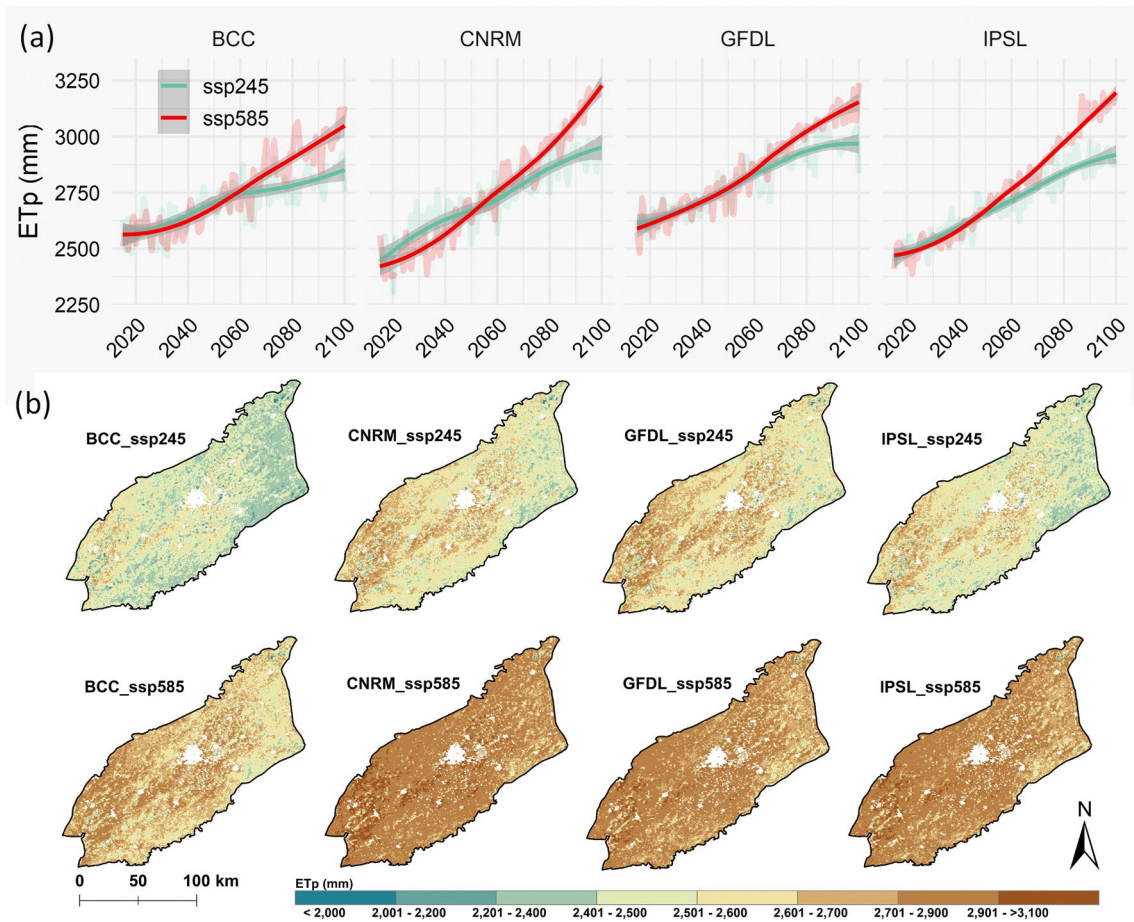 (a)
BCC
CNRM
GFDL
IPSL
ssp245
ssp585
ETp (mm)
3250
3000
2750
2500
2250
2020 2040 2060 2080 2100
2020 2040 2060 2080 2100
2020 2040 2060 2080 2100
2020 2040 2060 2080 2100
(b)
BCC_ssp245
CNRM_ssp245
GFDL_ssp245
IPSL_ssp245
BCC_ssp585
CNRM_ssp585
GFDL_ssp585
IPSL_ssp585
N
0 50 100 km
ETp (mm)
< 2,000 2,001 - 2,200 2,201 - 2,400 2,401 - 2,500 2,501 - 2,600 2,601 - 2,700 2,701 - 2,900 2,901 - >3,100